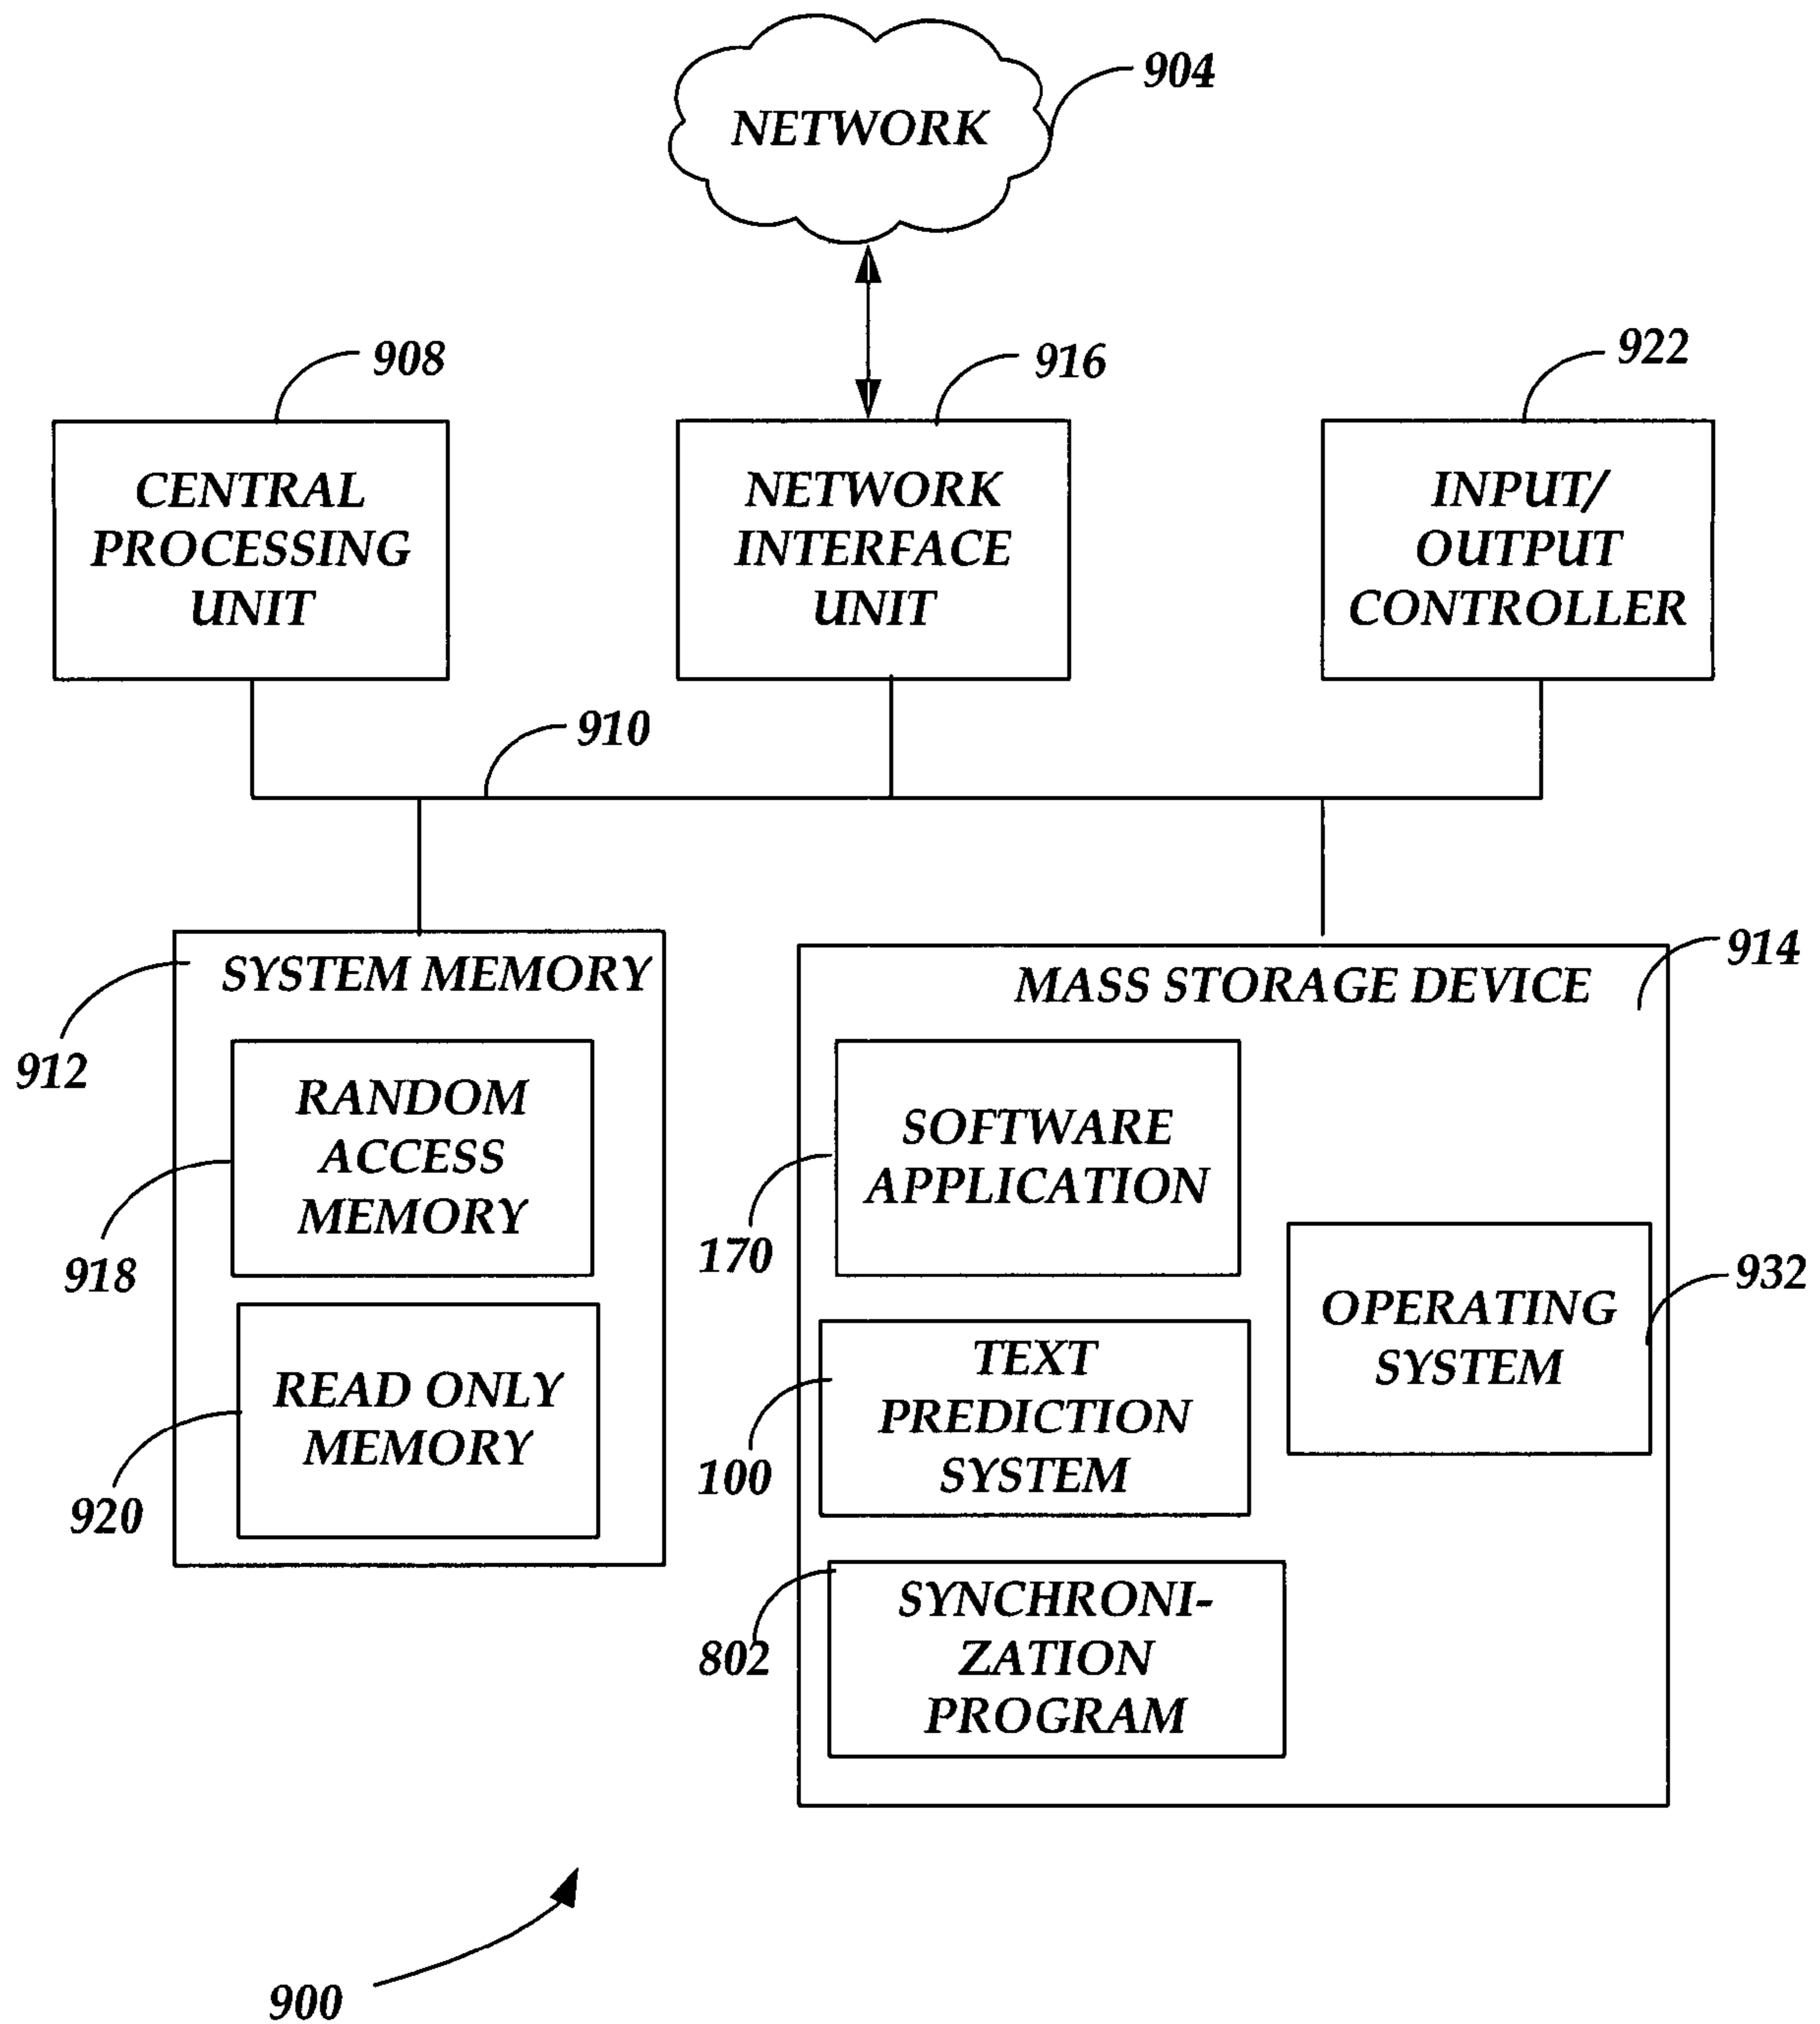 904
NETWORK
908
916
922
CENTRAL
PROCESSING
UNIT
NETWORK
INTERFACE
UNIT
INPUT/
OUTPUT
CONTROLLER
910
912
SYSTEM MEMORY
RANDOM
ACCESS
MEMORY
918
READ ONLY
MEMORY
920
914
MASS STORAGE DEVICE
SOFTWARE
APPLICATION
170
OPERATING
SYSTEM
932
TEXT
PREDICTION
SYSTEM
100
SYNCHRONI-
ZATION
PROGRAM
802
900